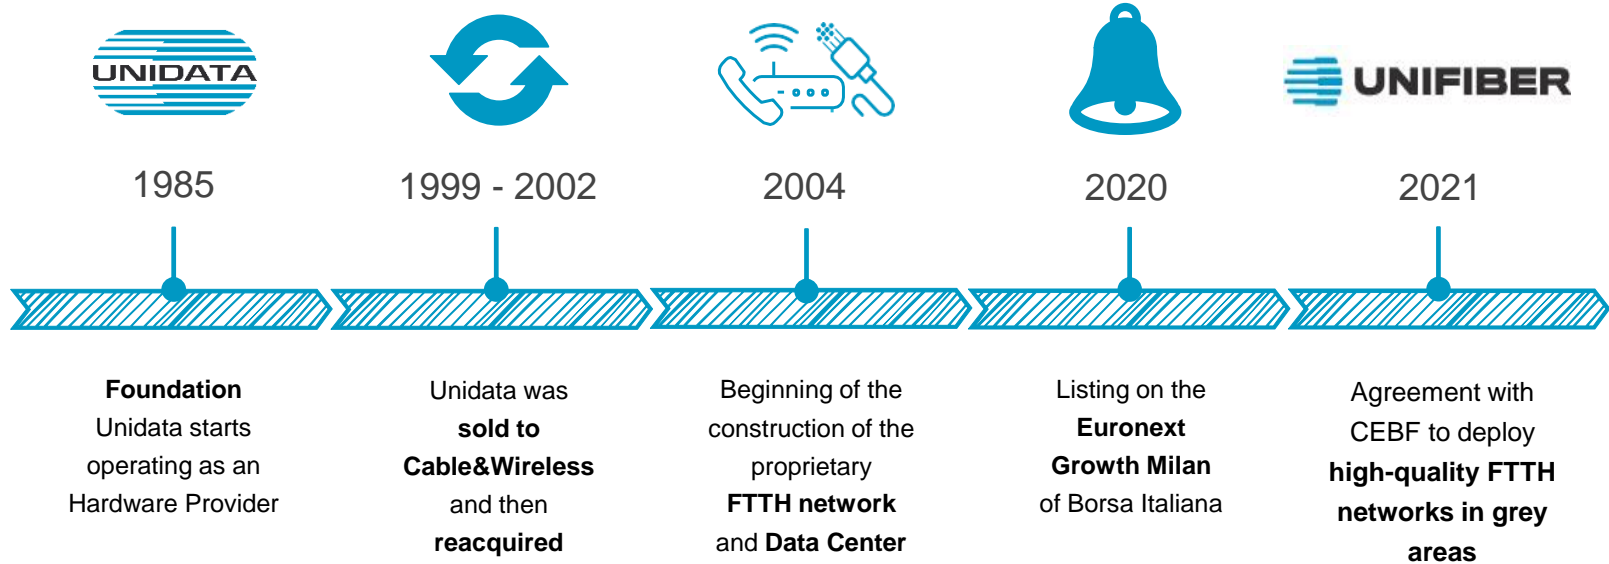 UNIDATA
UNIFIBER
1985
1999 - 2002
2004
2020
2021
Foundation
Unidata starts
operating as an
Hardware Provider
Unidata was
sold to
Cable&Wireless
and then
reacquired
Beginning of the
construction of the
proprietary
FTTH network
and Data Center
Listing on the
Euronext
Growth Milan
of Borsa Italiana
Agreement with
CEBF to deploy
high-quality FTTH
networks in grey
areas